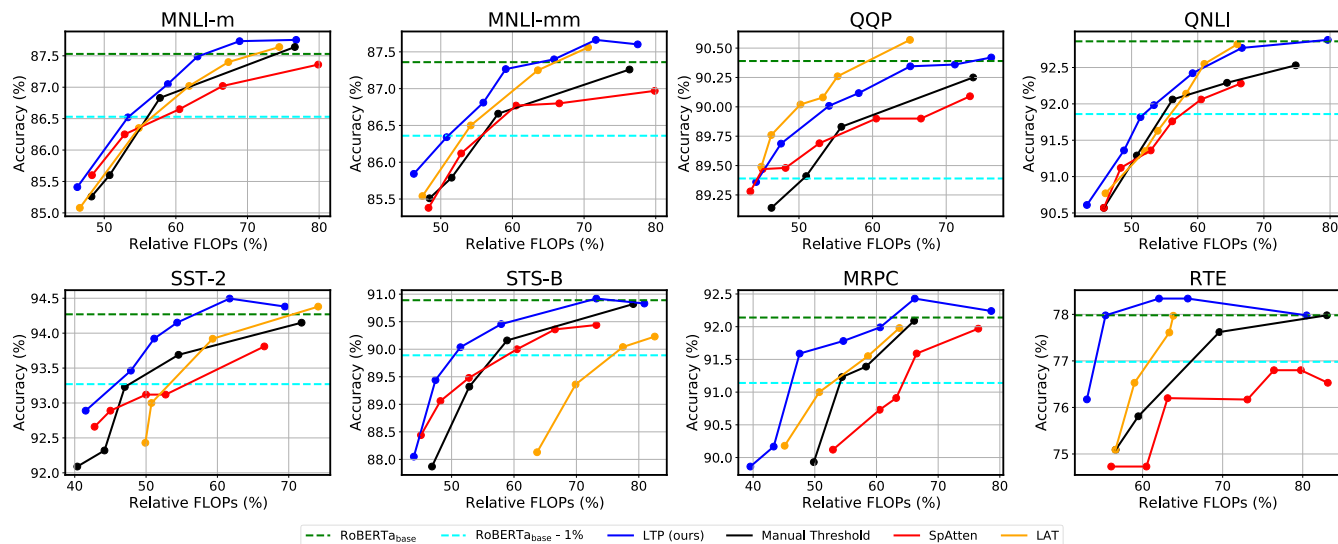 MNLI-m
MNLI-mm
QQP
QNLI
Accuracy (%)
87.5
87.0
86.5
86.0
85.5
85.0
50 60 70 80
Relative FLOPs (%)
Accuracy (%)
87.5
87.0
86.5
86.0
85.5
50 60 70 80
Relative FLOPs (%)
Accuracy (%)
90.50
90.25
90.00
89.75
89.50
89.25
50 60 70
Relative FLOPs (%)
Accuracy (%)
92.5
92.0
91.5
91.0
90.5
50 60 70 80
Relative FLOPs (%)
SST-2
STS-B
MRPC
RTE
Accuracy (%)
94.5
94.0
93.5
93.0
92.5
92.0
40 50 60 70
Relative FLOPs (%)
Accuracy (%)
91.0
90.5
90.0
89.5
89.0
88.5
88.0
50 60 70 80
Relative FLOPs (%)
Accuracy (%)
92.5
92.0
91.5
91.0
90.5
90.0
40 50 60 70 80
Relative FLOPs (%)
Accuracy (%)
78
77
76
75
60 70 80
Relative FLOPs (%)
RoBERTabase RoBERTabase - 1% LTP (ours) Manual Threshold SpAtten LAT